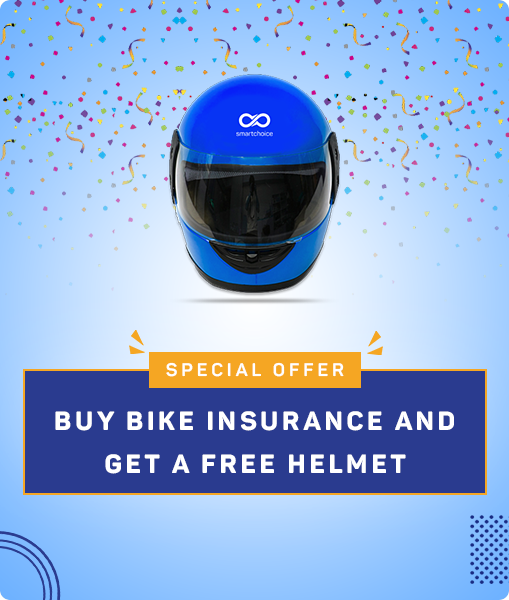 smartchoice
SPECIAL OFFER
BUY BIKE INSURANCE AND
GET A FREE HELMET